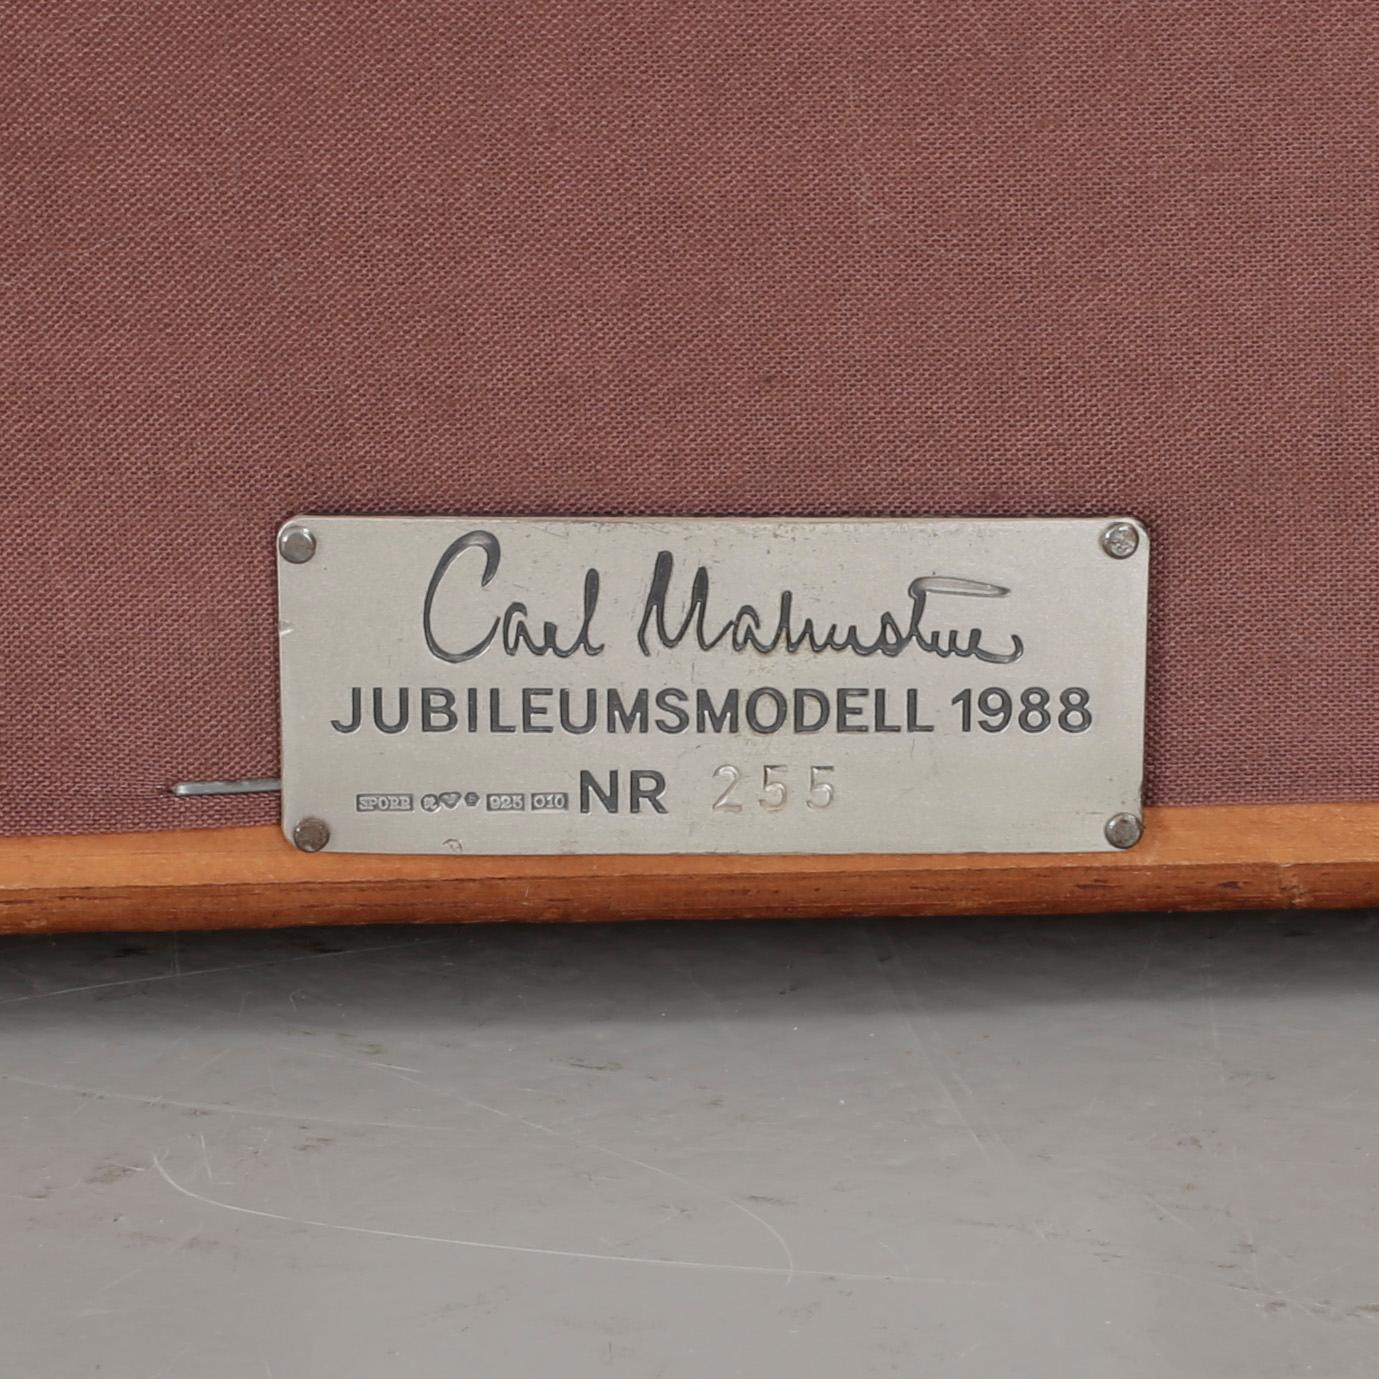 Carl Malmsten
JUBILEUMSMODELL 1988
SPORR 925 010 NR 255